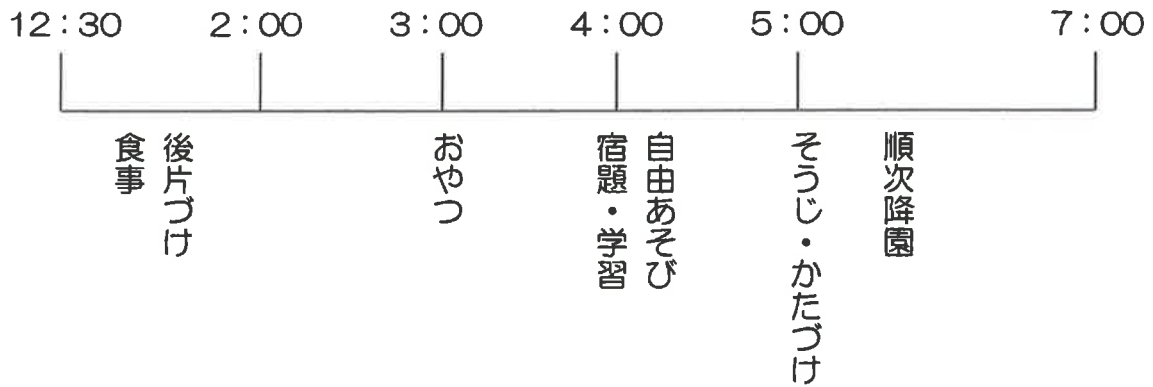 12:30
2:00
3:00
4:00
5:00
7:00
食事
後片づけ
おやつ
宿題・学習
自由あそび
そうじ・かたづけ
順次降園